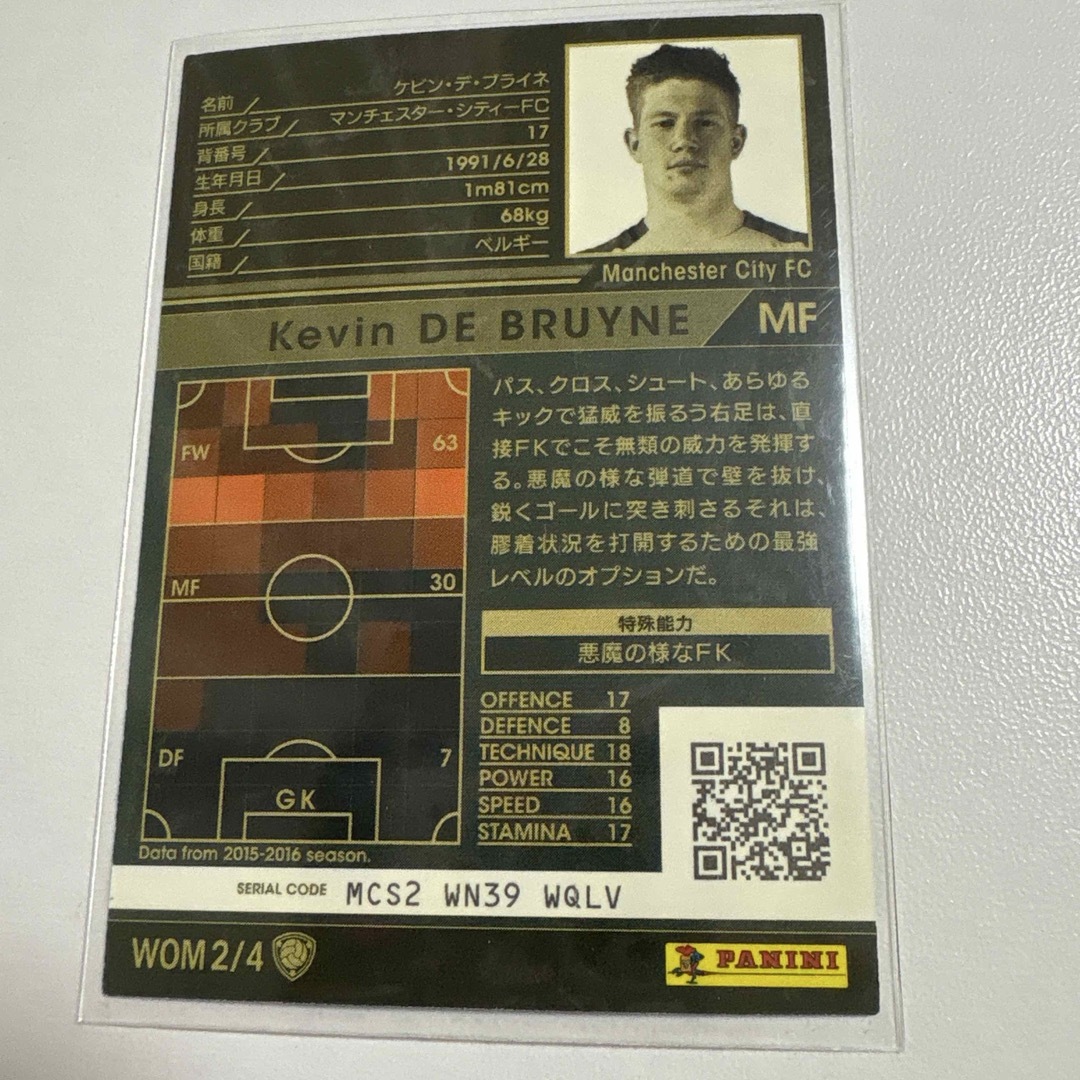 名前 ケビン・デ・ブライネ
所属クラブ マンチェスター・シティーFC
背番号 17
生年月日 1991/6/28
身長 1m81cm
体重 68kg
国籍 ベルギー
Manchester City FC
Kevin DE BRUYNE MF
FW 63
MF 30
DF 7
GK
Data from 2015-2016 season.
パス、クロス、シュート、あらゆる
キックで猛威を振るう右足は、直
接FKでこそ無類の威力を発揮す
る。悪魔の様な弾道で壁を抜け、
鋭くゴールに突き刺さるそれは、
膠着状況を打開するための最強
レベルのオプションだ。
特殊能力
悪魔の様なFK
OFFENCE 17
DEFENCE 8
TECHNIQUE 18
POWER 16
SPEED 16
STAMINA 17
SERIAL CODE MCS2 WN39 WQLV
WOM 2/4
PANINI